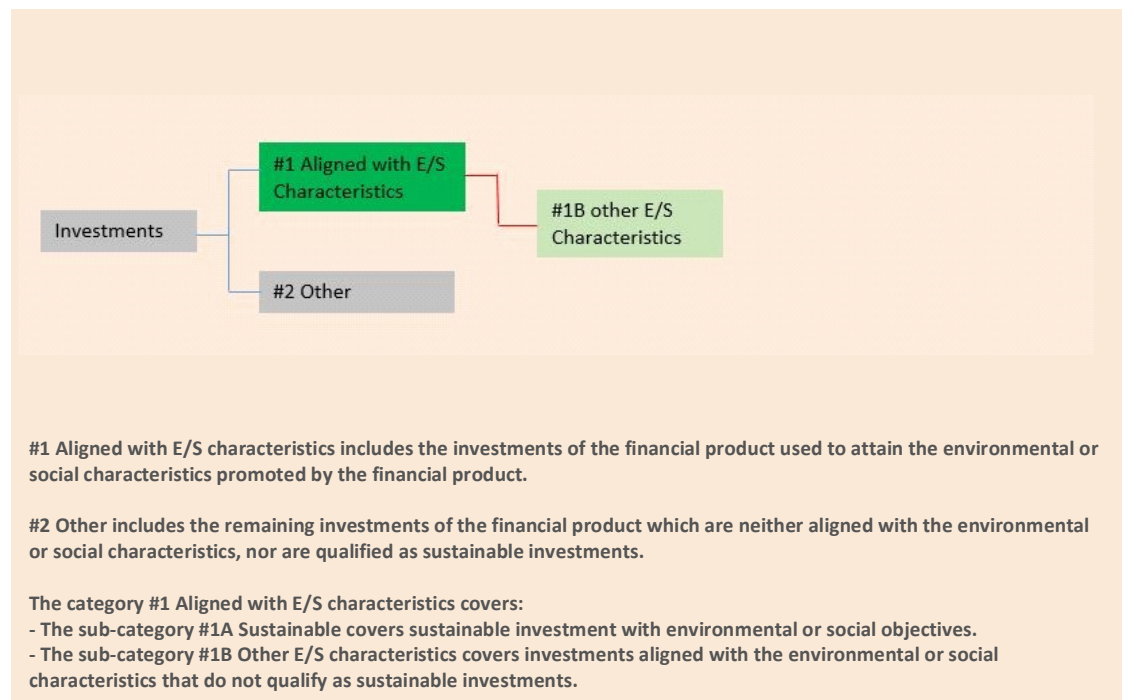 #1 Aligned with E/S
Characteristics
#1B other E/S
Characteristics
Investments
#2 Other
#1 Aligned with E/S characteristics includes the investments of the financial product used to attain the environmental or
social characteristics promoted by the financial product.
#2 Other includes the remaining investments of the financial product which are neither aligned with the environmental
or social characteristics, nor are qualified as sustainable investments.
The category #1 Aligned with E/S characteristics covers:
- The sub-category #1A Sustainable covers sustainable investment with environmental or social objectives.
- The sub-category #1B Other E/S characteristics covers investments aligned with the environmental or social
characteristics that do not qualify as sustainable investments.